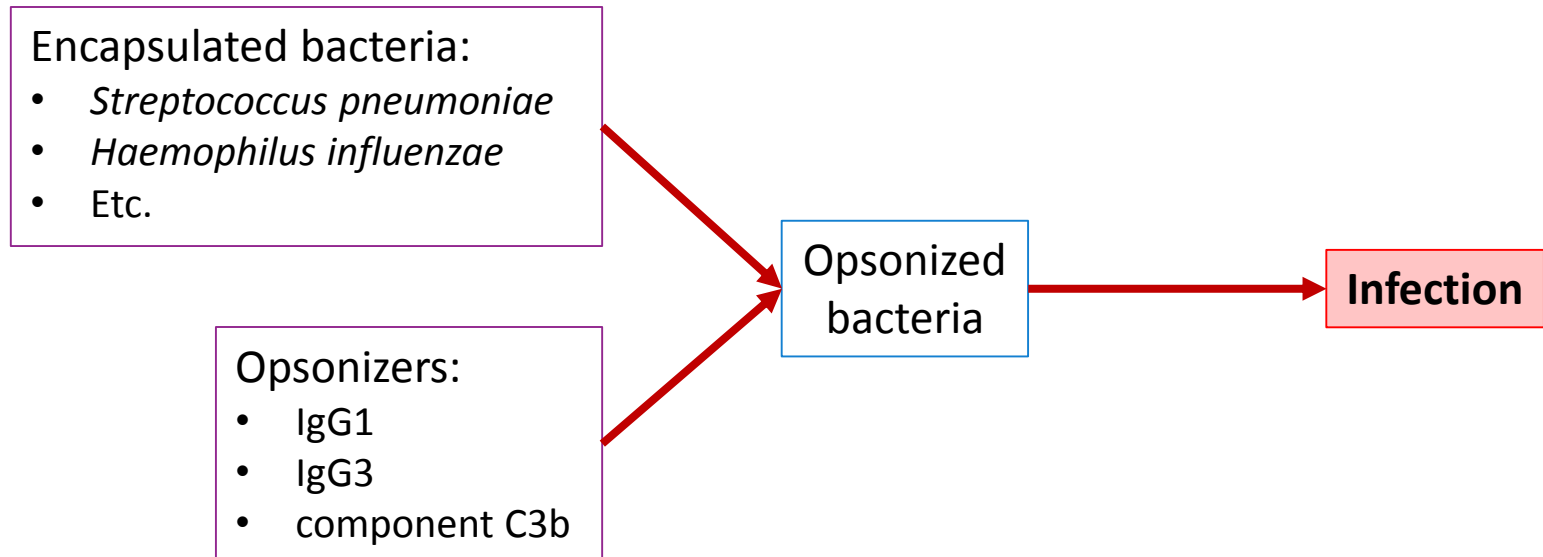 Encapsulated bacteria:
• Streptococcus pneumoniae
• Haemophilus influenzae
• Etc.
Opsonizers:
• IgG1
• IgG3
• component C3b
Opsonized
bacteria
Infection